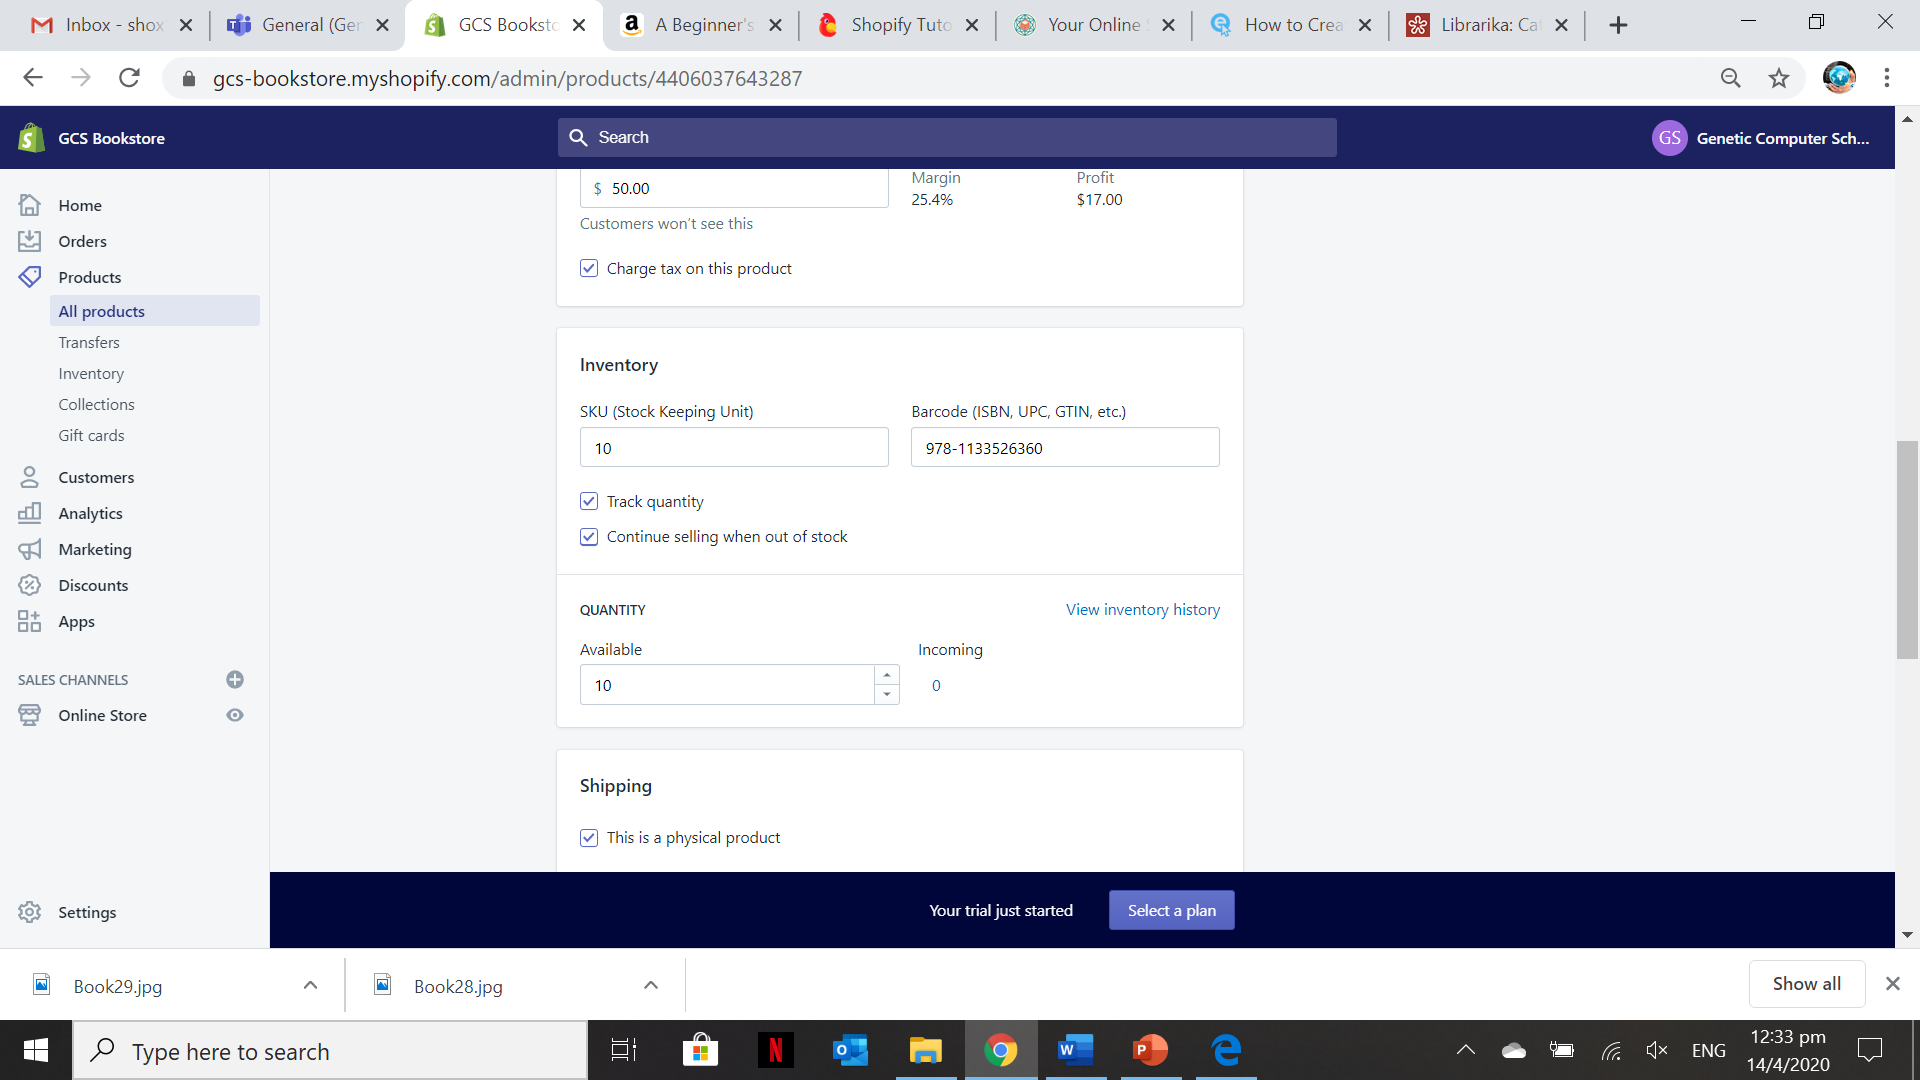 Inbox - shox
General (Ger
GCS Booksto
A Beginner's
Shopify Tuto
Your Online S
How to Crea
Librarika: Cat
gcs-bookstore.myshopify.com/admin/products/4406037643287
GCS Bookstore
Search
GS
Genetic Computer Sch...
Home
Orders
Products
All products
Transfers
Inventory
Collections
Gift cards
Customers
Analytics
Marketing
Discounts
Apps
SALES CHANNELS
Online Store
Settings
$ 50.00
Margin
25.4%
Profit
$17.00
Customers won't see this
Charge tax on this product
Inventory
SKU (Stock Keeping Unit)
10
Barcode (ISBN, UPC, GTIN, etc.)
978-1133526360
Track quantity
Continue selling when out of stock
QUANTITY
View inventory history
Available
10
Incoming
0
Shipping
This is a physical product
Your trial just started
Select a plan
Book29.jpg
Book28.jpg
Show all
Type here to search
ENG
12:33 pm
14/4/2020